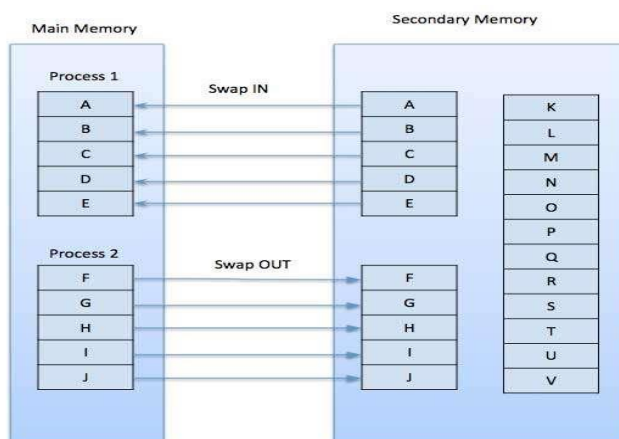 Main Memory
Secondary Memory
Process 1
Swap IN
A
B
C
D
E
A
B
C
D
E
Process 2
Swap OUT
F
G
H
I
J
F
G
H
I
J
K
L
M
N
O
P
Q
R
S
T
U
V